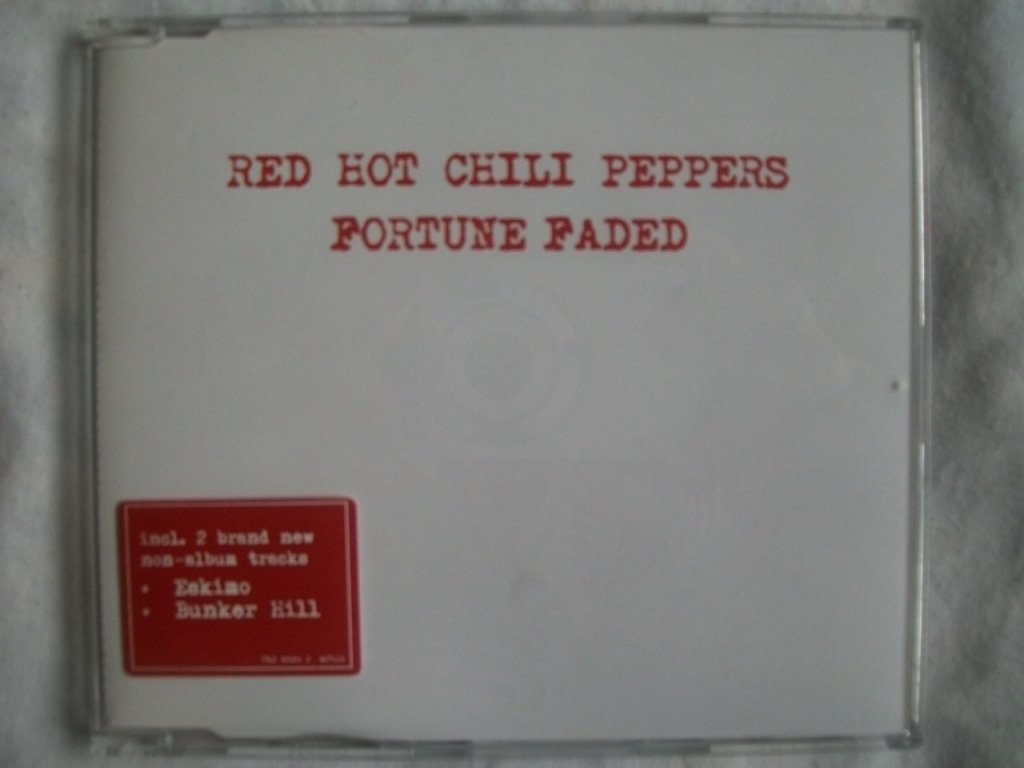 RED HOT CHILI PEPPERS
FORTUNE FADED
incl. 2 brand new
non-album tracks
• Eskimo
• Bunker Hill